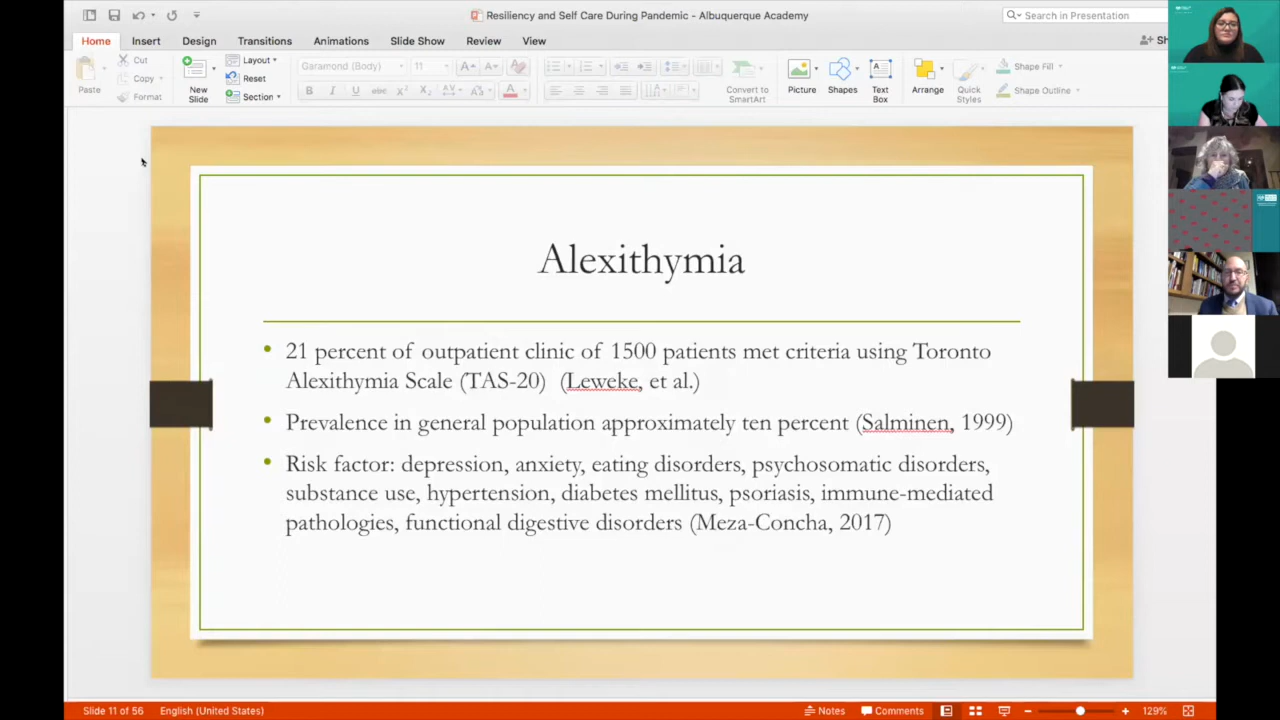 Resiliency and Self Care During Pandemic - Albuquerque Academy
Search in Presentation
Home Insert Design Transitions Animations Slide Show Review View
Sh
Paste
Cut
Copy
Format
New
Slide
Layout
Reset
Section
Garamond (Body)
11
Convert to
SmartArt
Picture
Shapes
Text
Box
Arrange
Quick
Styles
Shape Fill
Shape Outline
Alexithymia
• 21 percent of outpatient clinic of 1500 patients met criteria using Toronto
Alexithymia Scale (TAS-20) (Leweke, et al.)
• Prevalence in general population approximately ten percent (Salminen, 1999)
• Risk factor: depression, anxiety, eating disorders, psychosomatic disorders,
substance use, hypertension, diabetes mellitus, psoriasis, immune-mediated
pathologies, functional digestive disorders (Meza-Concha, 2017)
Slide 11 of 56 English (United States) Notes Comments 129%